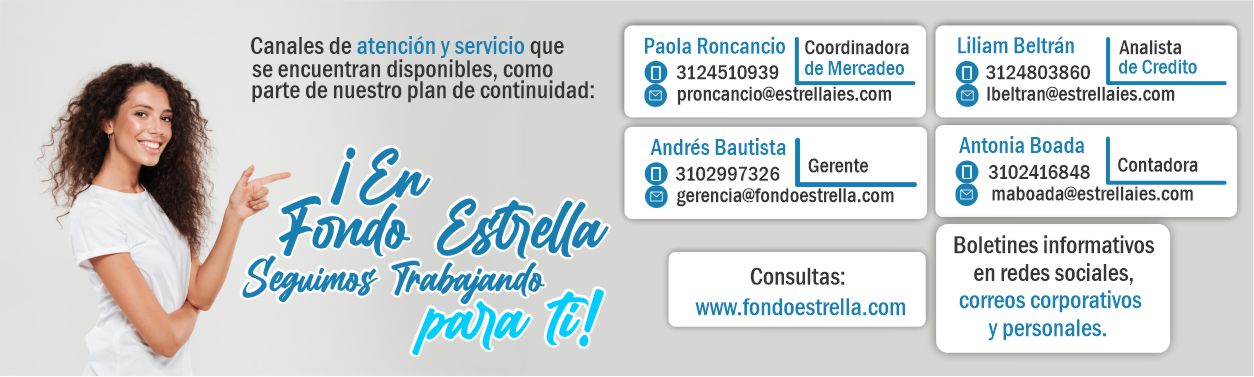 Canales de atención y servicio que
se encuentran disponibles, como
parte de nuestro plan de continuidad:
¡En
Fondo Estrella
Seguimos Trabajando
para ti!
Paola Roncancio
Coordinadora
de Mercadeo
3124510939
proncancio@estrellaies.com
Liliam Beltrán
Analista
de Credito
3124803860
lbeltran@estrellaies.com
Andrés Bautista
Gerente
3102997326
gerencia@fondoestrella.com
Antonia Boada
Contadora
3102416848
maboada@estrellaies.com
Consultas:
www.fondoestrella.com
Boletines informativos
en redes sociales,
correos corporativos
y personales.